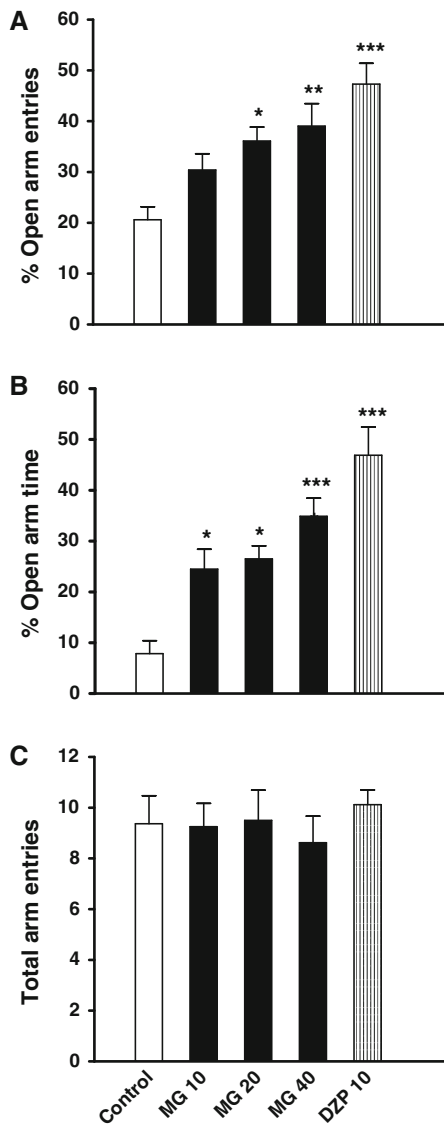 A
% Open arm entries
60
50
40
30
20
10
0
*
**
***
B
% Open arm time
60
50
40
30
20
10
0
*
*
***
***
C
Total arm entries
12
10
8
6
4
2
0
Control
MG 10
MG 20
MG 40
DZP 10